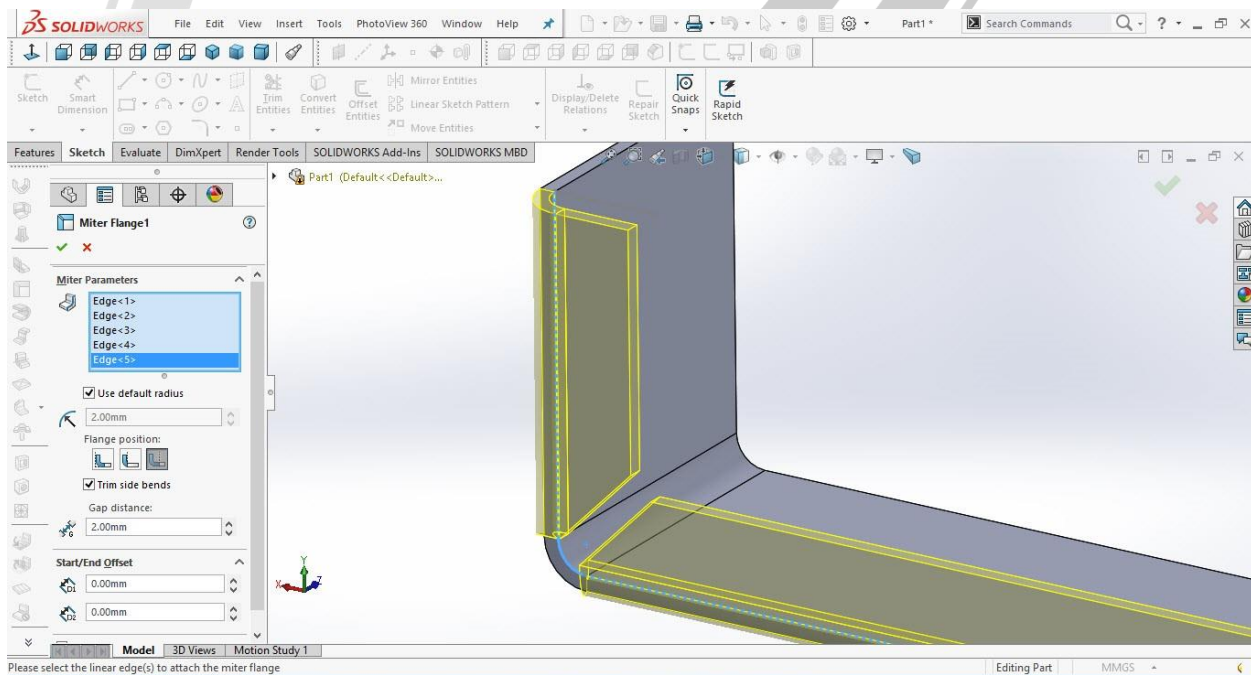 SOLIDWORKS File Edit View Insert Tools PhotoView 360 Window Help Part1 * Search Commands ?
Sketch Smart Dimension Trim Entities Convert Entities Offset Entities Mirror Entities Linear Sketch Pattern Move Entities Display/Delete Relations Repair Sketch Quick Snaps Rapid Sketch
Features Sketch Evaluate DimXpert Render Tools SOLIDWORKS Add-Ins SOLIDWORKS MBD
Part1 (Default<<Default>...
Miter Flange1
Miter Parameters
Edge<1>
Edge<2>
Edge<3>
Edge<4>
Edge<5>
Use default radius
2.00mm
Flange position:
Trim side bends
Gap distance:
2.00mm
Start/End Offset
D1 0.00mm
D2 0.00mm
Y
X Z
Model 3D Views Motion Study 1
Please select the linear edge(s) to attach the miter flange Editing Part MMGS